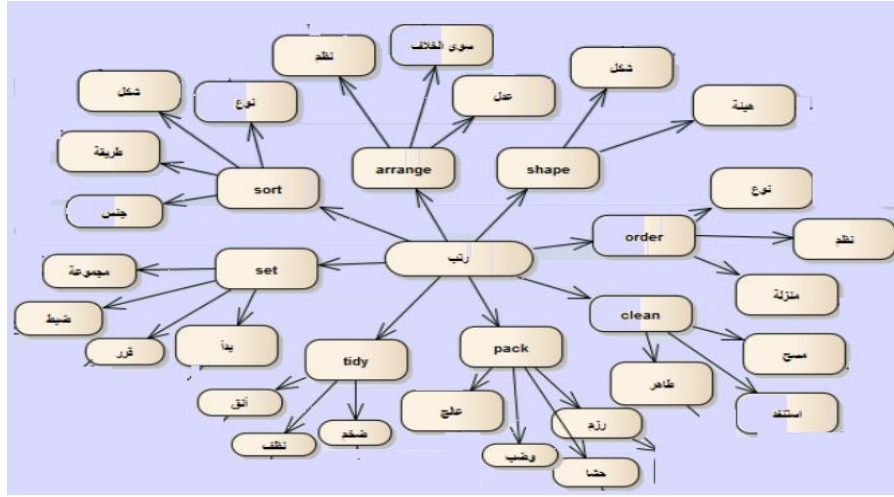 سوى الخلاف
نظم
شكل
شكل
نوع
عدل
هيئة
طريقة
arrange
shape
sort
نوع
جنس
order
نظم
رتب
set
مجموعة
منزلة
clean
ضبط
قرر
بدأ
tidy
pack
مسح
طاهر
أنق
عالج
استنفد
رزم
نظف
ضخم
وضب
حشا